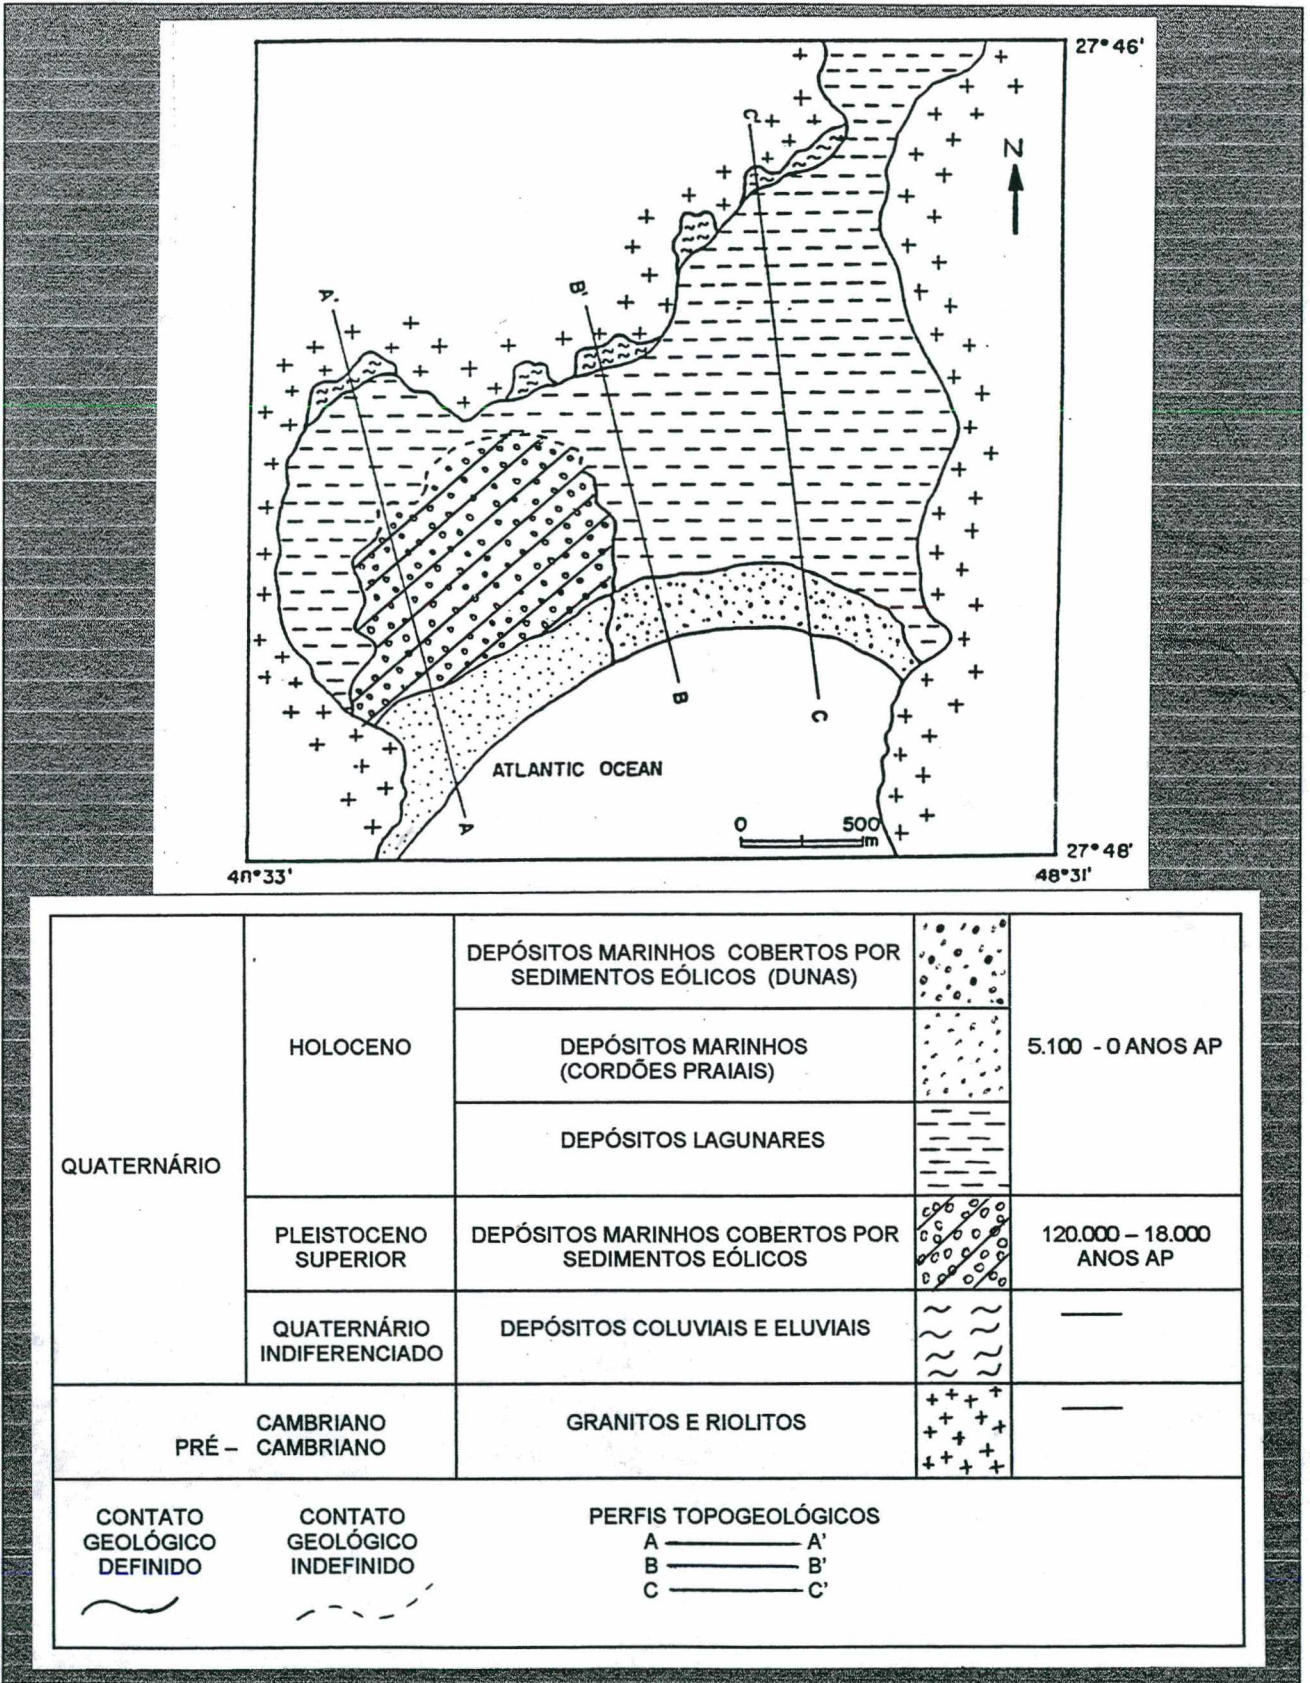 27°46'
C'
N
A'
B'
B
C
ATLANTIC OCEAN
A
0 500
m
27°48'
48°33'
48°31'
DEPÓSITOS MARINHOS COBERTOS POR
SEDIMENTOS EÓLICOS (DUNAS)
HOLOCENO
DEPÓSITOS MARINHOS
(CORDÕES PRAIAIS)
5.100 - 0 ANOS AP
DEPÓSITOS LAGUNARES
QUATERNÁRIO
PLEISTOCENO
SUPERIOR
DEPÓSITOS MARINHOS COBERTOS POR
SEDIMENTOS EÓLICOS
120.000 – 18.000
ANOS AP
QUATERNÁRIO
INDIFERENCIADO
DEPÓSITOS COLUVIAIS E ELUVIAIS
CAMBRIANO
PRÉ – CAMBRIANO
GRANITOS E RIOLITOS
CONTATO
GEOLÓGICO
DEFINIDO
CONTATO
GEOLÓGICO
INDEFINIDO
PERFIS TOPOGEOLÓGICOS
A A'
B B'
C C'